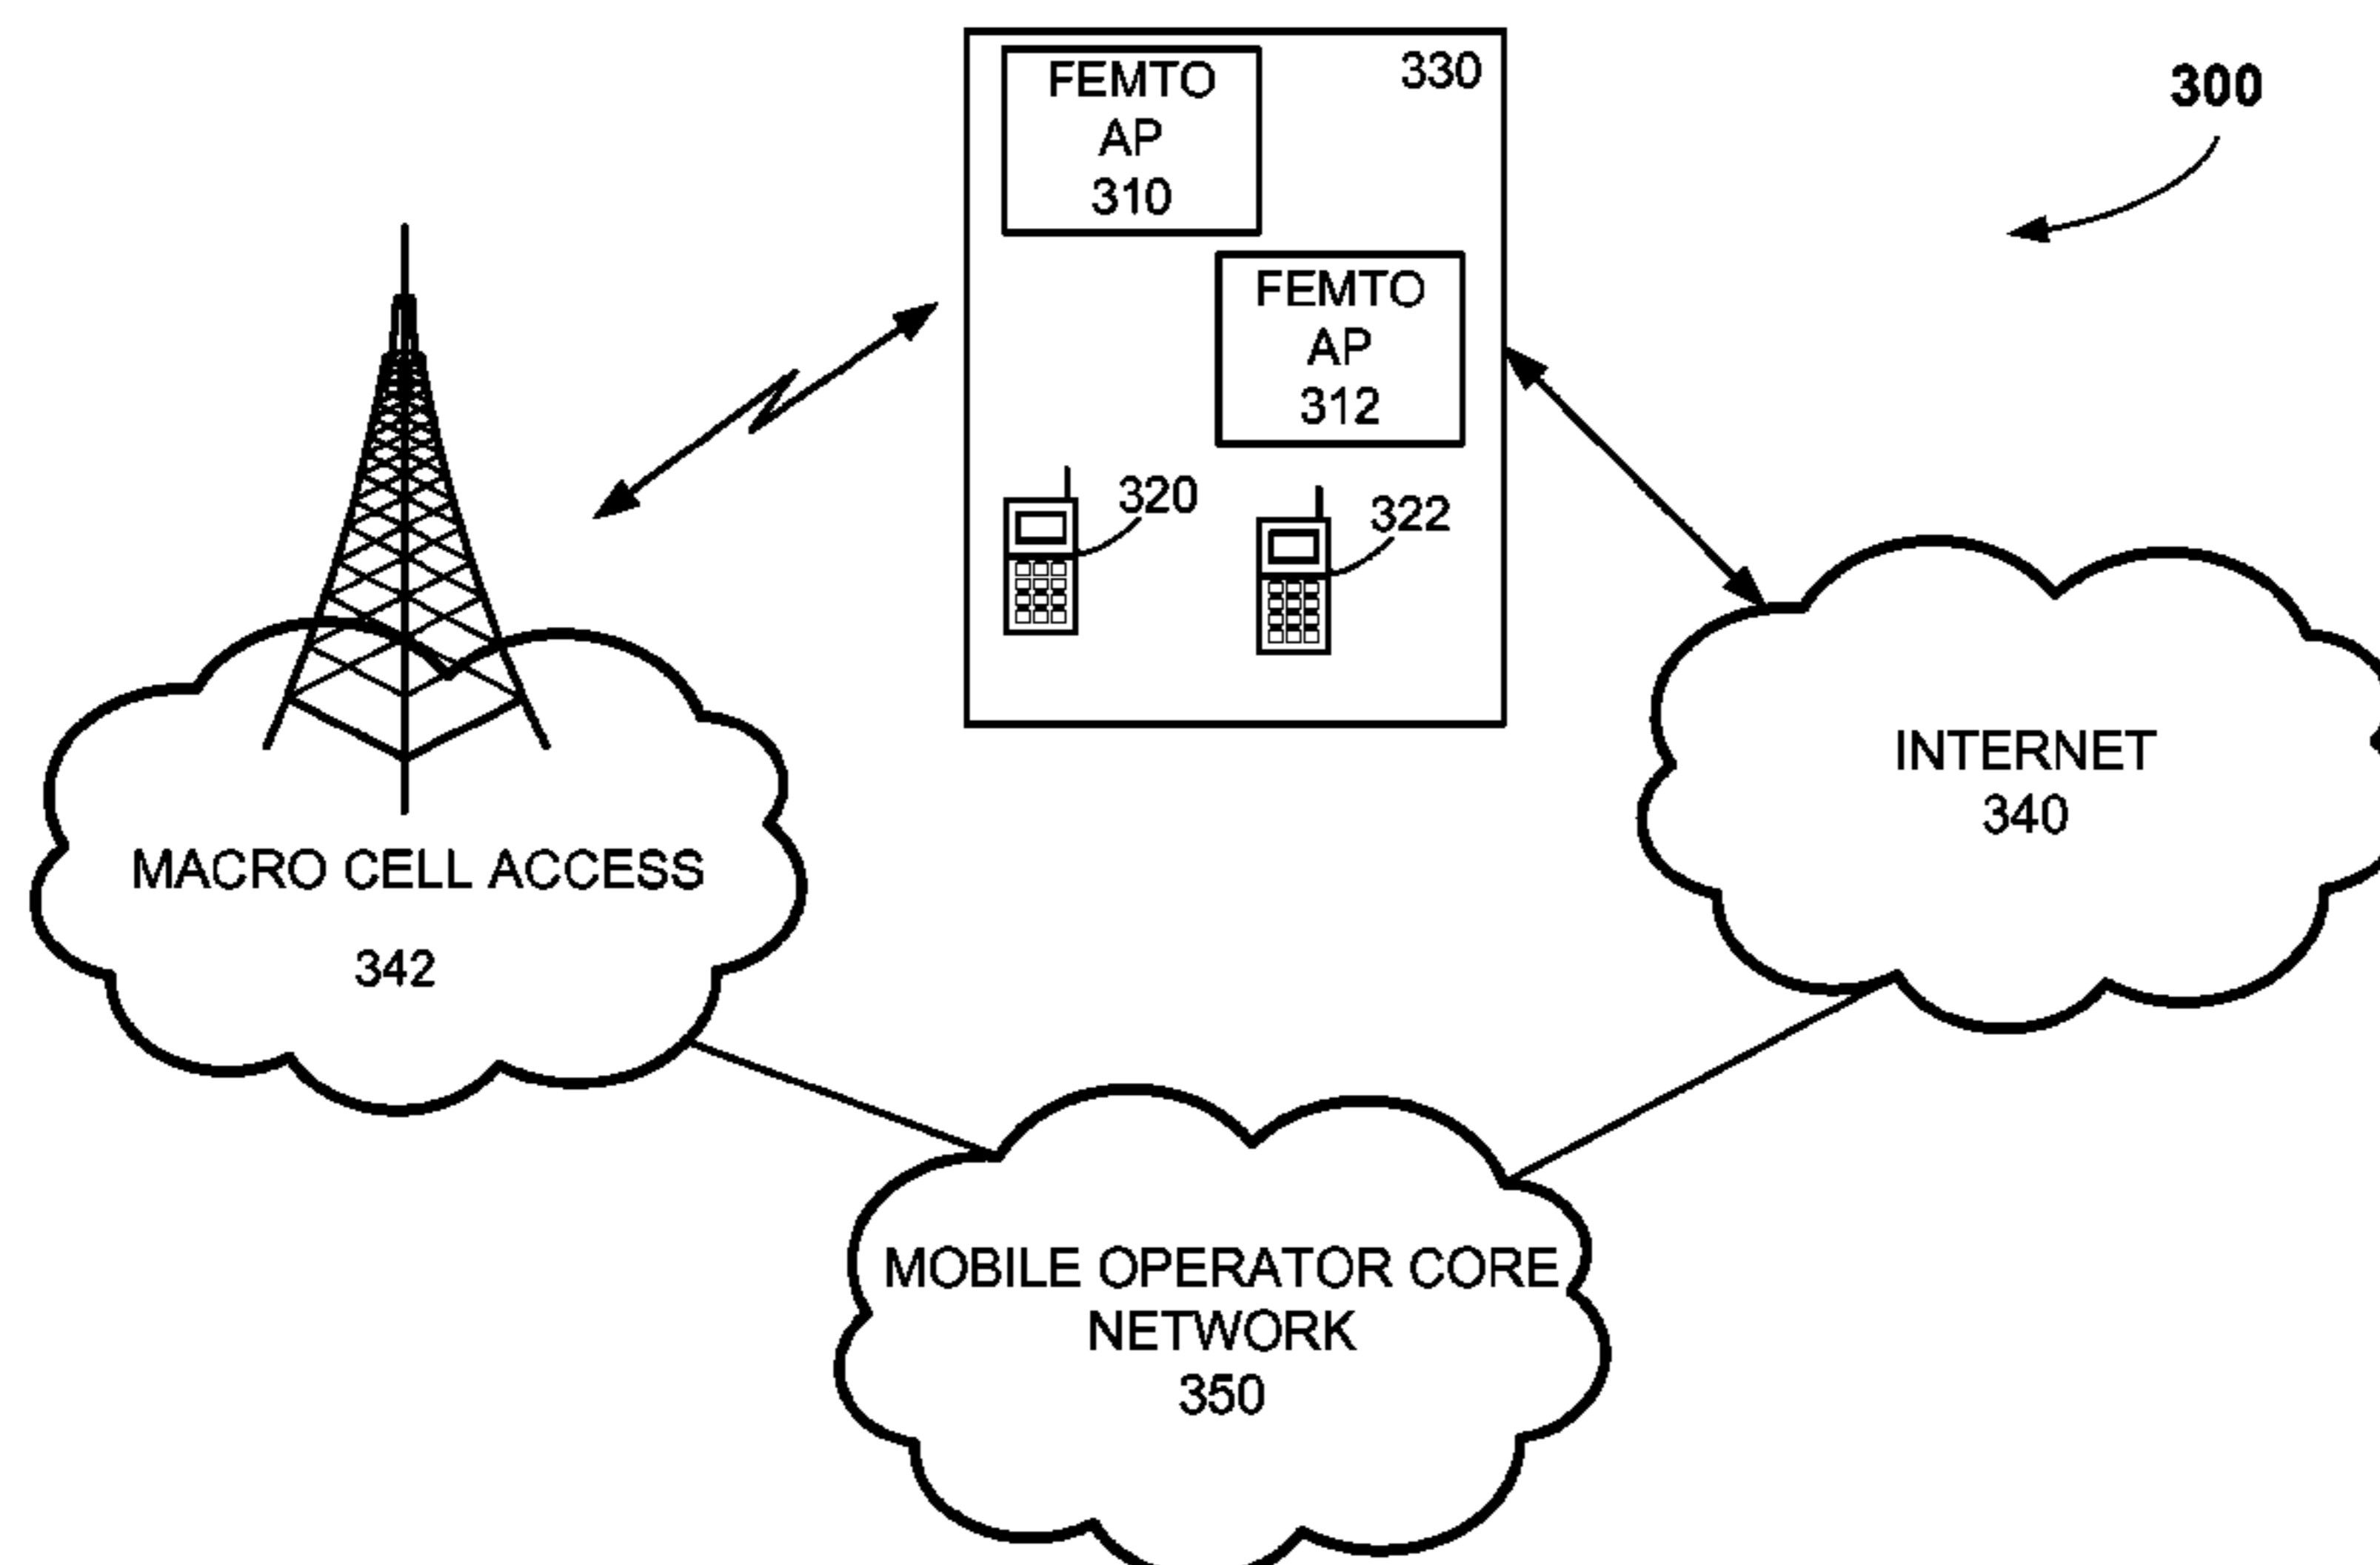 FEMTO
AP
310
330
300
FEMTO
AP
312
320
322
INTERNET
340
MACRO CELL ACCESS
342
MOBILE OPERATOR CORE
NETWORK
350